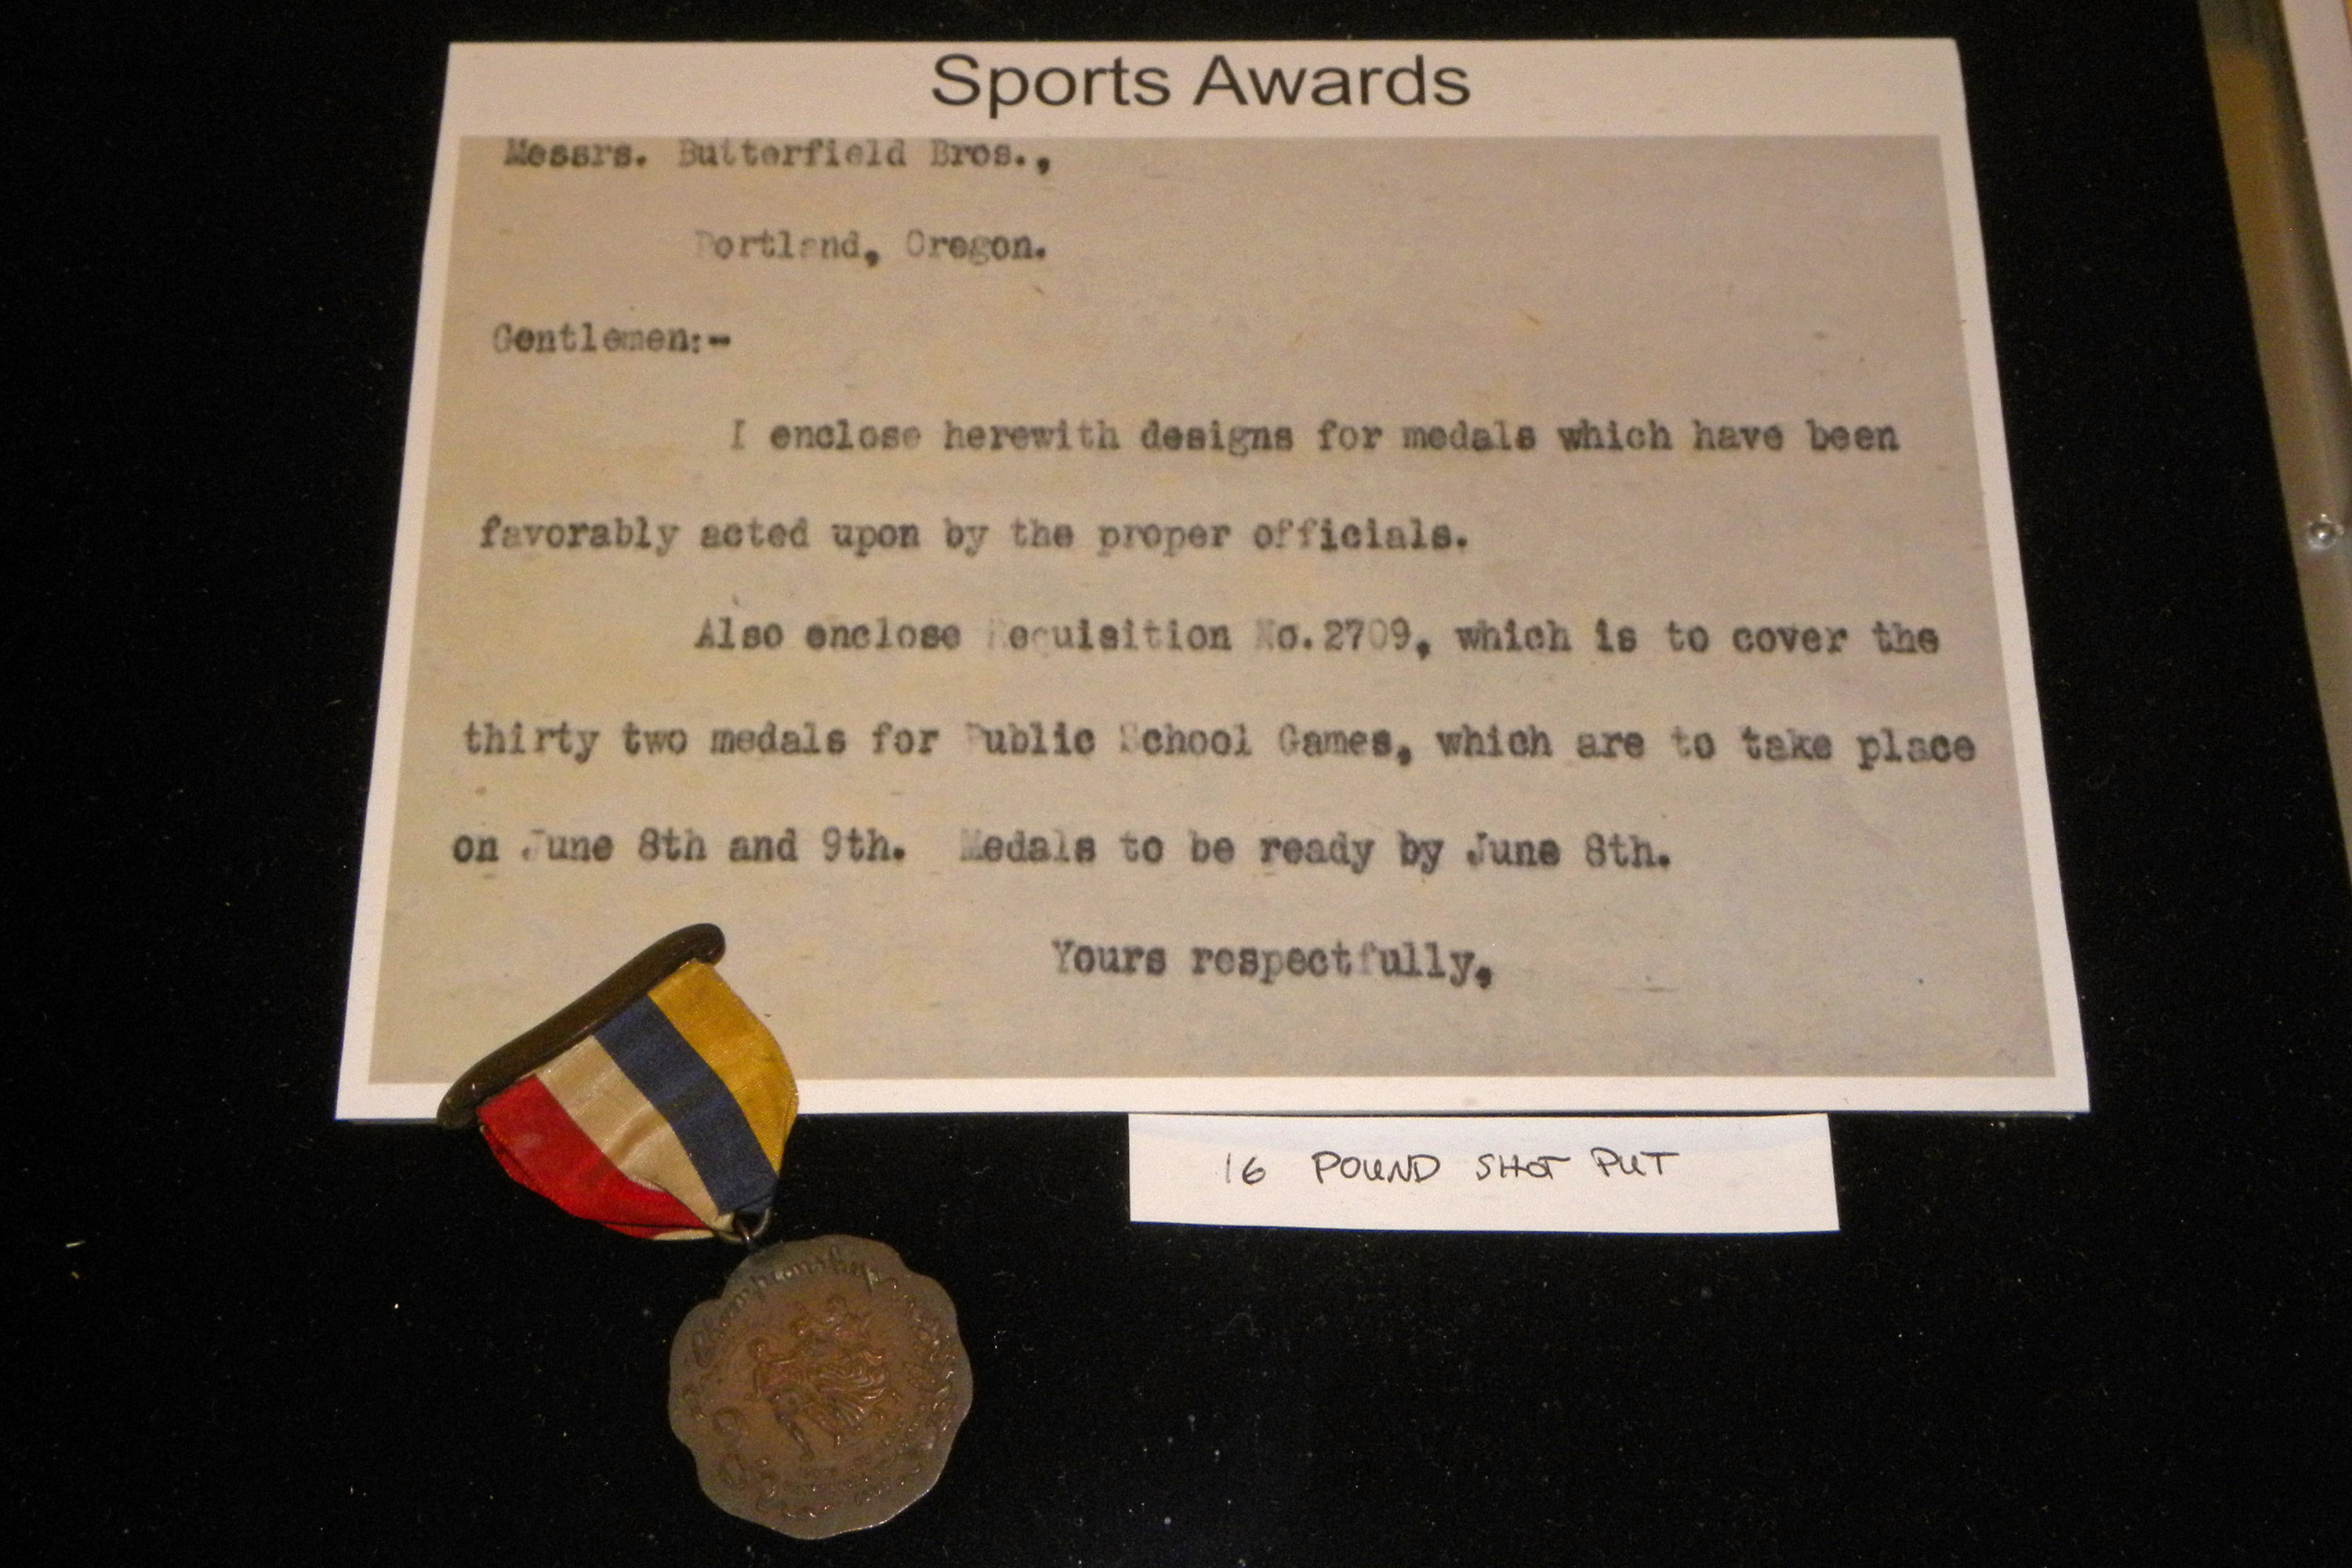 Sports Awards
Messrs. Butterfield Bros.,
Portland, Oregon.
Gentlemen:-
I enclose herewith designs for medals which have been
favorably acted upon by the proper officials.
Also enclose Requisition No.2709, which is to cover the
thirty two medals for Public School Games, which are to take place
on June 8th and 9th. Medals to be ready by June 8th.
Yours respectfully,
16 POUND SHOT PUT
Championship